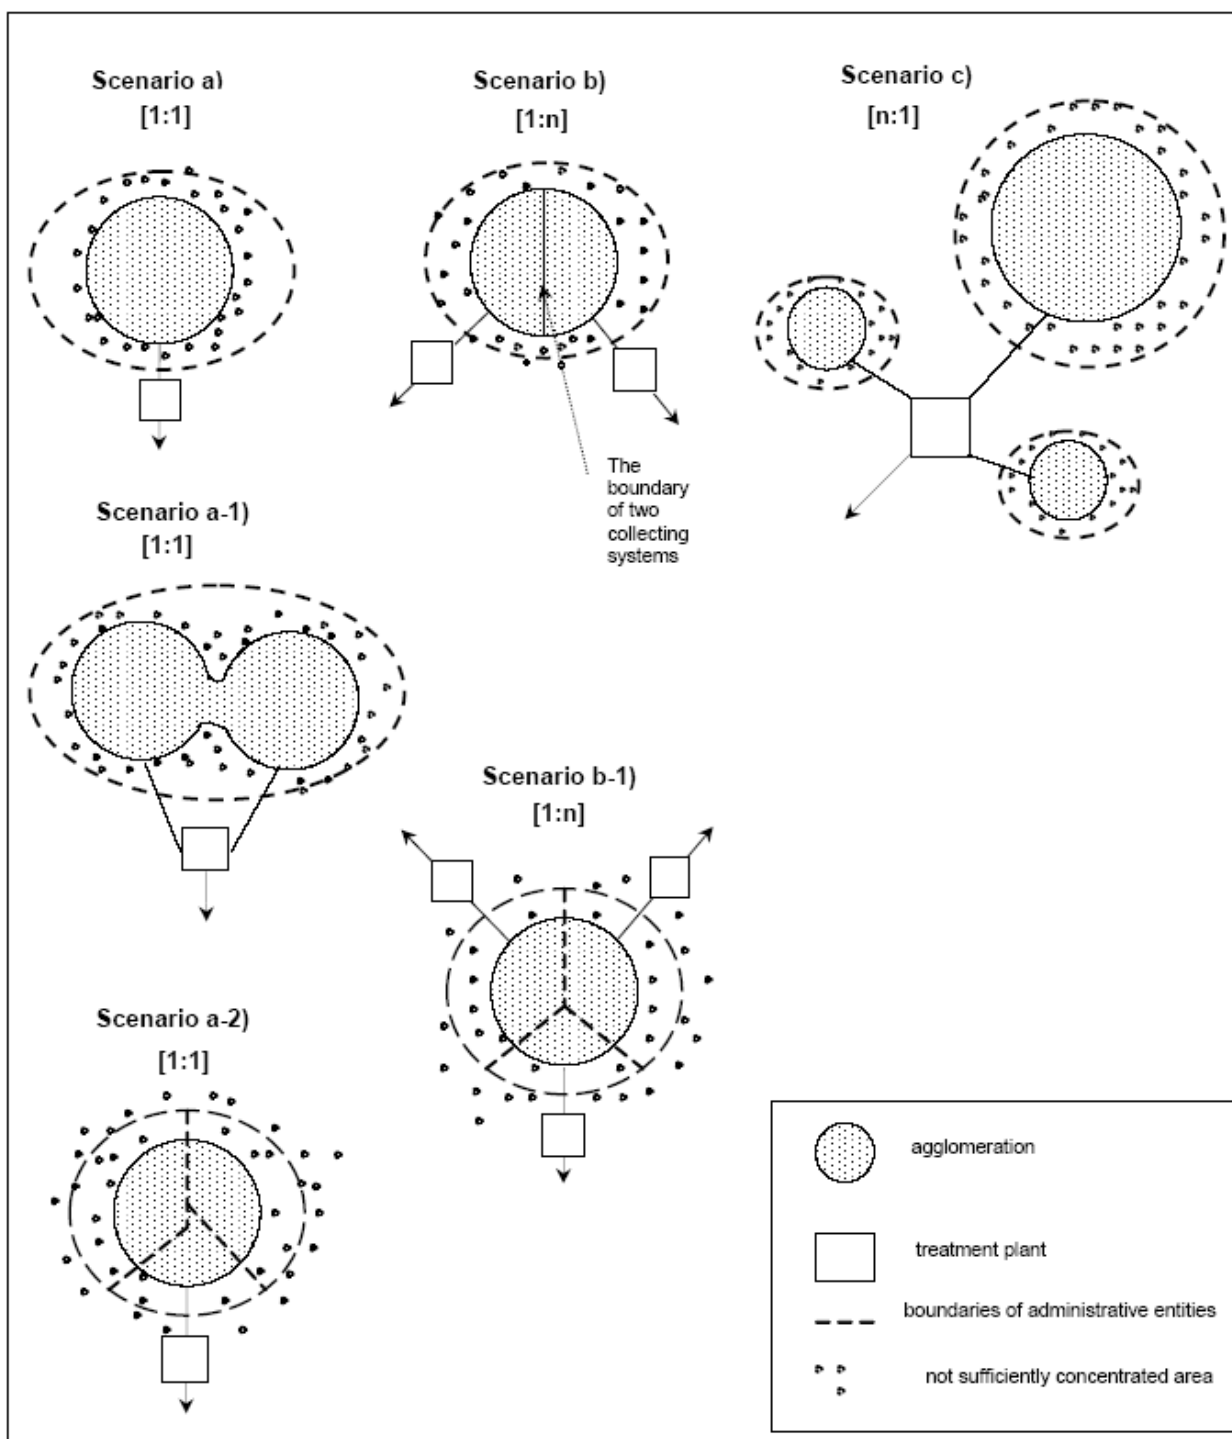 Scenario a)
[1:1]
Scenario b)
[1:n]
Scenario c)
[n:1]
The
boundary
of two
collecting
systems
Scenario a-1)
[1:1]
Scenario b-1)
[1:n]
Scenario a-2)
[1:1]
agglomeration
treatment plant
boundaries of administrative entities
not sufficiently concentrated area